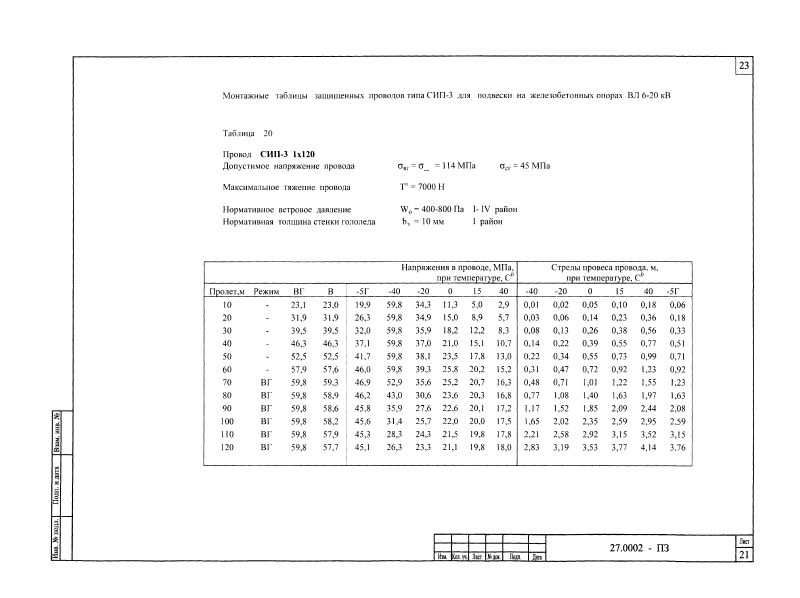 23
Монтажные таблицы защищенных проводов типа СИП-3 для подвески на железобетонных опорах ВЛ 6-20 кВ
Таблица 20
Провод СИП-3 1х120
Допустимое напряжение провода σвг = σ_ = 114 МПа σсг = 45 МПа
Максимальное тяжение провода Tн = 7000 Н
Нормативное ветровое давление W0 = 400-800 Па I- IV район
Нормативная толщина стенки гололеда bэ = 10 мм I район
Напряжения в проводе, МПа, Стрелы провеса провода, м,
при температуре, С0 при температуре, С0
Пролет,м Режим ВГ В -5Г -40 -20 0 15 40 -40 -20 0 15 40 -5Г
10 - 23,1 23,0 19,9 59,8 34,3 11,3 5,0 2,9 0,01 0,02 0,05 0,10 0,18 0,06
20 - 31,9 31,9 26,3 59,8 34,9 15,0 8,9 5,7 0,03 0,06 0,14 0,23 0,36 0,18
30 - 39,5 39,5 32,0 59,8 35,9 18,2 12,2 8,3 0,08 0,13 0,26 0,38 0,56 0,33
40 - 46,3 46,3 37,1 59,8 37,0 21,0 15,1 10,7 0,14 0,22 0,39 0,55 0,77 0,51
50 - 52,5 52,5 41,7 59,8 38,1 23,5 17,8 13,0 0,22 0,34 0,55 0,73 0,99 0,71
60 - 57,9 57,6 46,0 59,8 39,3 25,8 20,2 15,2 0,31 0,47 0,72 0,92 1,23 0,92
70 ВГ 59,8 59,3 46,9 52,9 35,6 25,2 20,7 16,3 0,48 0,71 1,01 1,22 1,55 1,23
80 ВГ 59,8 58,9 46,2 43,0 30,6 23,6 20,3 16,8 0,77 1,08 1,40 1,63 1,97 1,63
90 ВГ 59,8 58,6 45,8 35,9 27,6 22,6 20,1 17,2 1,17 1,52 1,85 2,09 2,44 2,08
100 ВГ 59,8 58,2 45,6 31,4 25,7 22,0 20,0 17,5 1,65 2,02 2,35 2,59 2,95 2,59
110 ВГ 59,8 57,9 45,3 28,3 24,3 21,5 19,8 17,8 2,21 2,58 2,92 3,15 3,52 3,15
120 ВГ 59,8 57,7 45,1 26,3 23,3 21,1 19,8 18,0 2,83 3,19 3,53 3,77 4,14 3,76
Взам. инв. №
Подп. и дата
Инв. № подл.
Изм. Кол. уч. Лист № док. Подп. Дата
27.0002 - ПЗ
Лист
21